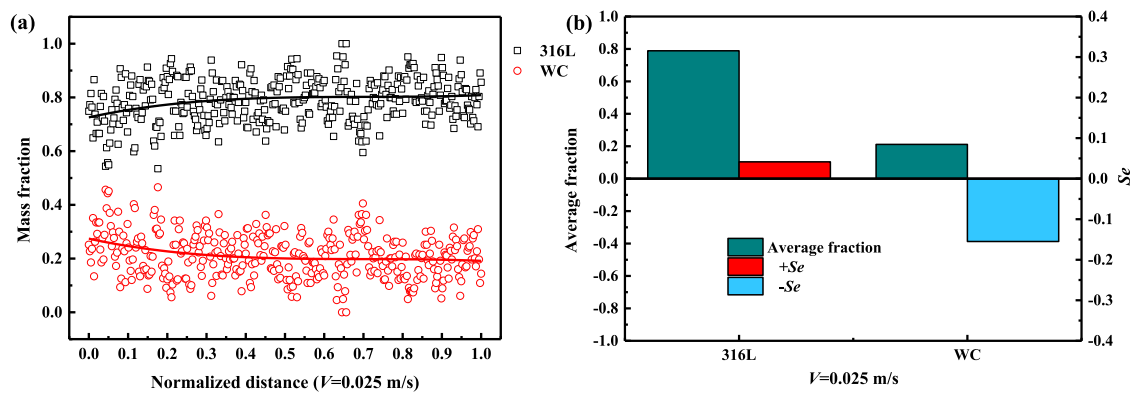 (a)
1.0
0.8
0.6
0.4
0.2
0.0
Mass fraction
0.0 0.1 0.2 0.3 0.4 0.5 0.6 0.7 0.8 0.9 1.0
Normalized distance (V=0.025 m/s)
316L
WC
(b)
1.0
0.8
0.6
0.4
0.2
0.0
-0.2
-0.4
-0.6
-0.8
-1.0
Average fraction
Average fraction
+Se
-Se
316L WC
V=0.025 m/s
0.4
0.3
0.2
0.1
0.0
-0.1
-0.2
-0.3
-0.4
Se